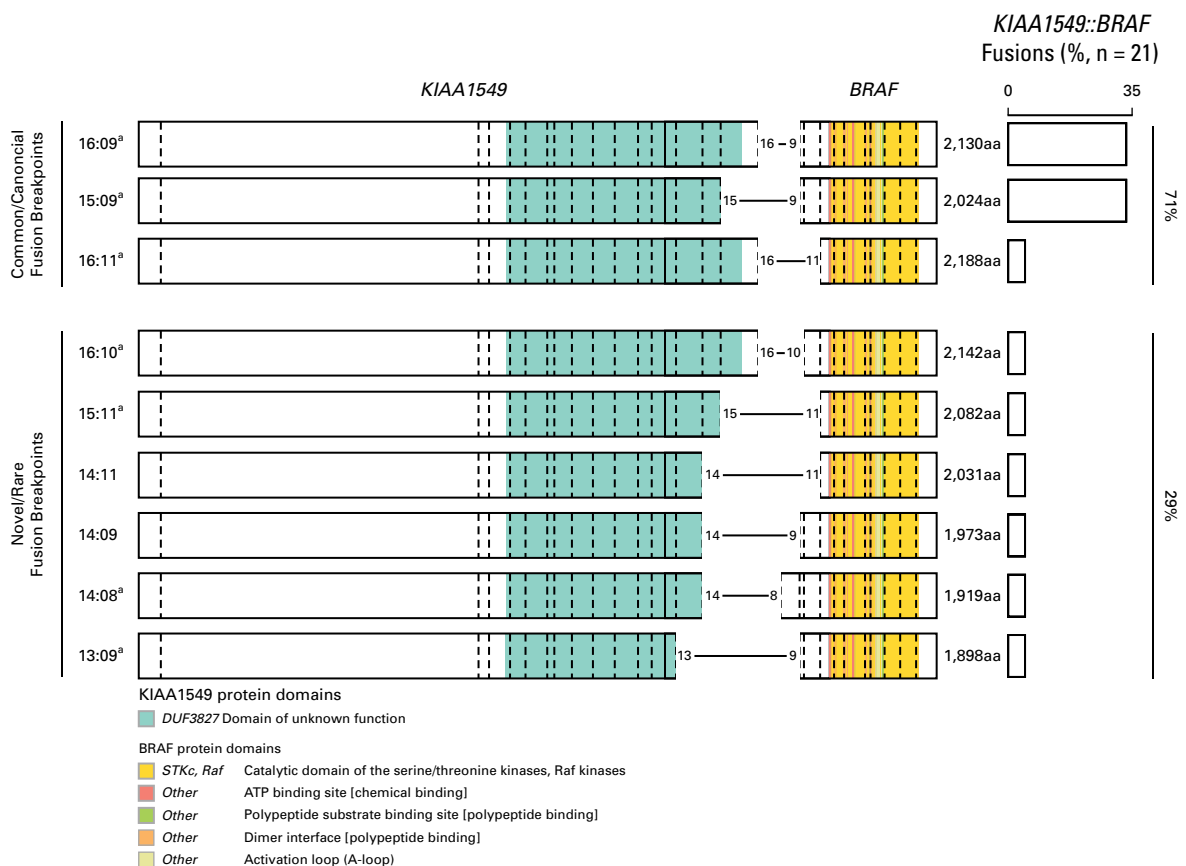 KIAA1549::BRAF
Fusions (%, n = 21)
KIAA1549 BRAF 0 35
Common/Canoncial
Fusion Breakpoints
16:09a 16 9 2,130aa
15:09a 15 9 2,024aa
16:11a 16 11 2,188aa
71%
Novel/Rare
Fusion Breakpoints
16:10a 16 10 2,142aa
15:11a 15 11 2,082aa
14:11 14 11 2,031aa
14:09 14 9 1,973aa
14:08a 14 8 1,919aa
13:09a 13 9 1,898aa
29%
KIAA1549 protein domains
DUF3827 Domain of unknown function
BRAF protein domains
STKc, Raf Catalytic domain of the serine/threonine kinases, Raf kinases
Other ATP binding site [chemical binding]
Other Polypeptide substrate binding site [polypeptide binding]
Other Dimer interface [polypeptide binding]
Other Activation loop (A-loop)